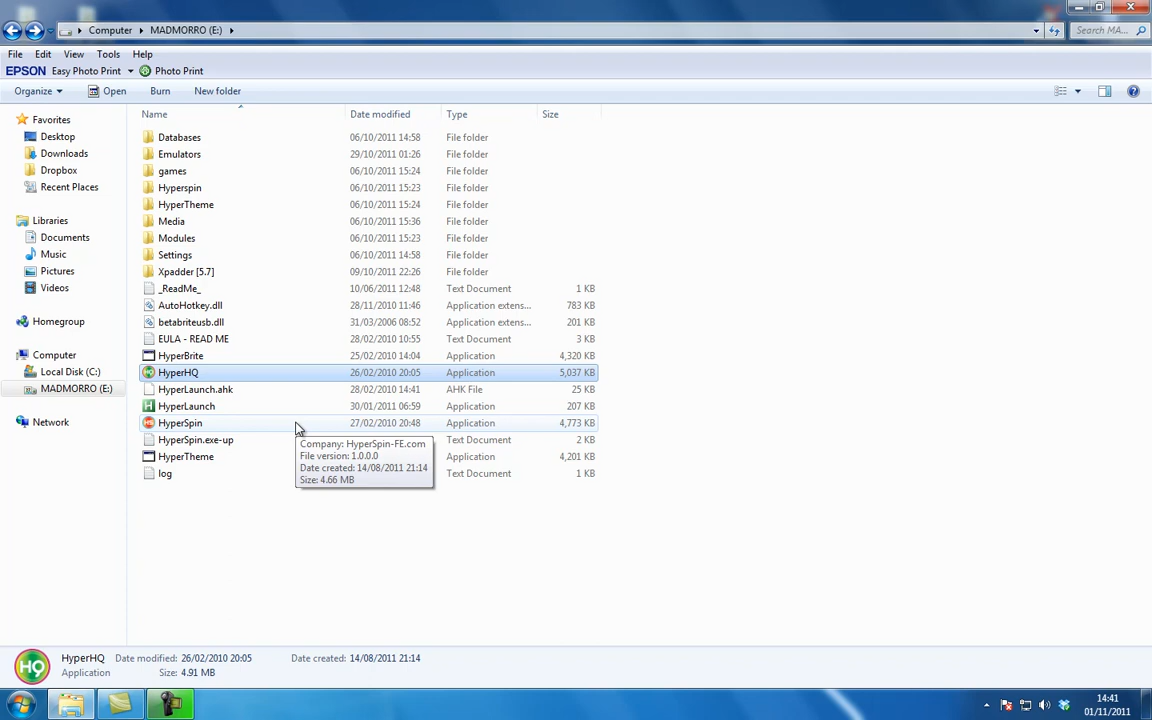 Computer MADMORRO (E:) Search MA...
File Edit View Tools Help
EPSON Easy Photo Print Photo Print
Organize Open Burn New folder
Name Date modified Type Size
Favorites
Desktop
Downloads
Dropbox
Recent Places
Libraries
Documents
Music
Pictures
Videos
Homegroup
Computer
Local Disk (C:)
MADMORRO (E:)
Network
Databases 06/10/2011 14:58 File folder
Emulators 29/10/2011 01:26 File folder
games 06/10/2011 15:24 File folder
Hyperspin 06/10/2011 15:23 File folder
HyperTheme 06/10/2011 15:24 File folder
Media 06/10/2011 15:36 File folder
Modules 06/10/2011 15:23 File folder
Settings 06/10/2011 14:58 File folder
Xpadder [5.7] 09/10/2011 22:26 File folder
_ReadMe_ 10/06/2011 12:48 Text Document 1 KB
AutoHotkey.dll 28/11/2010 11:46 Application extens... 783 KB
betabriteusb.dll 31/03/2006 08:52 Application extens... 201 KB
EULA - READ ME 28/02/2010 10:55 Text Document 3 KB
HyperBrite 25/02/2010 14:04 Application 4,320 KB
HyperHQ 26/02/2010 20:05 Application 5,037 KB
HyperLaunch.ahk 28/02/2010 14:41 AHK File 25 KB
HyperLaunch 30/01/2011 06:59 Application 207 KB
HyperSpin 27/02/2010 20:48 Application 4,773 KB
HyperSpin.exe-up Text Document 2 KB
HyperTheme Application 4,201 KB
log Text Document 1 KB
Company: HyperSpin-FE.com
File version: 1.0.0.0
Date created: 14/08/2011 21:14
Size: 4.66 MB
HQ
HyperHQ Date modified: 26/02/2010 20:05 Date created: 14/08/2011 21:14
Application Size: 4.91 MB
14:41
01/11/2011